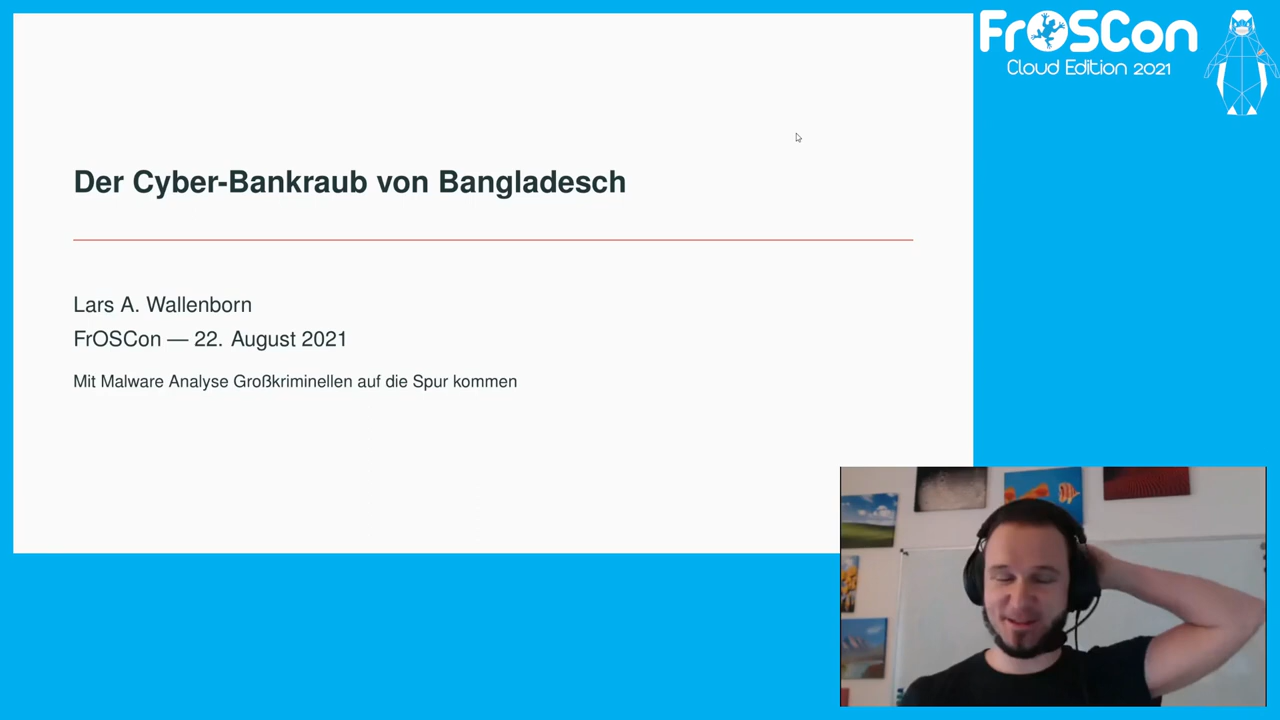 FrOSCon
Cloud Edition 2021
Der Cyber-Bankraub von Bangladesch
Lars A. Wallenborn
FrOSCon — 22. August 2021
Mit Malware Analyse Großkriminellen auf die Spur kommen